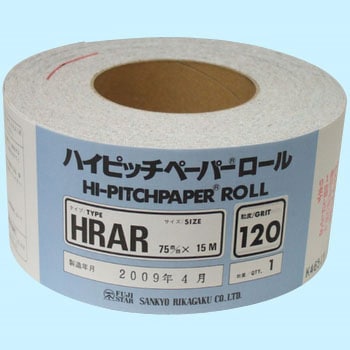 ハイピッチペーパー®ロール
HI-PITCHPAPER® ROLL
タイプ/TYPE サイズ/SIZE 粒度/GRIT
HRAR 75㎜× 15M 120
製造年月 2009年4月 数量/QTY. 1
FUJI STAR SANKYO RIKAGAKU CO.LTD.